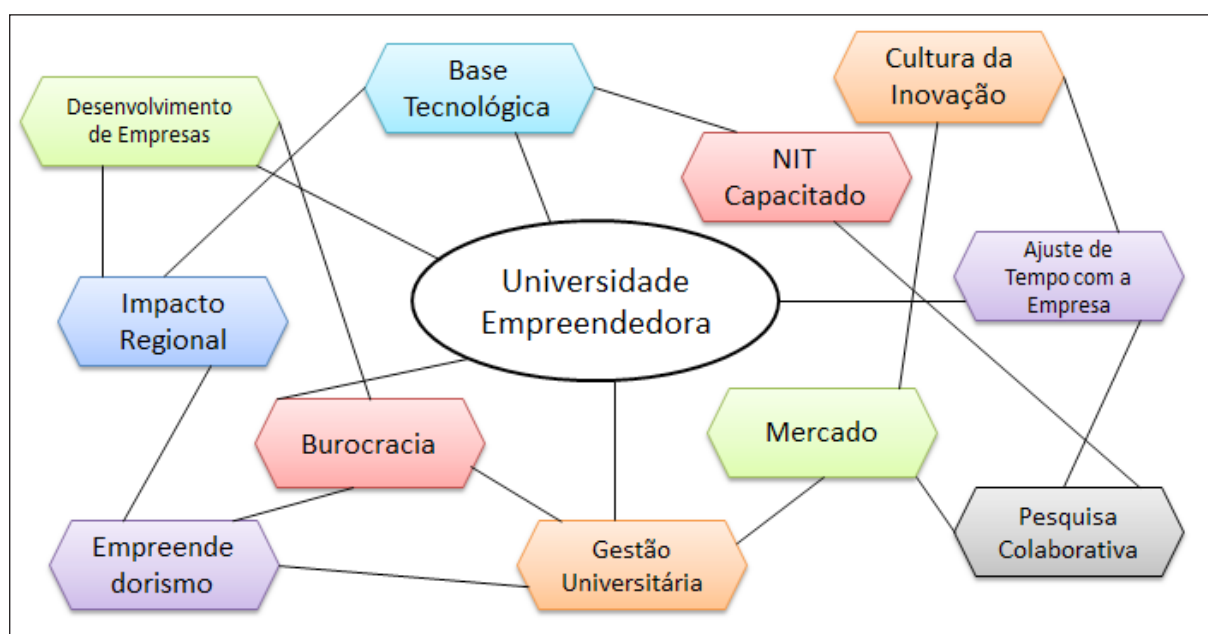 Desenvolvimento
de Empresas
Base
Tecnológica
Cultura da
Inovação
NIT
Capacitado
Universidade
Empreendedora
Ajuste de
Tempo com a
Empresa
Impacto
Regional
Burocracia
Mercado
Empreende
dorismo
Gestão
Universitária
Pesquisa
Colaborativa